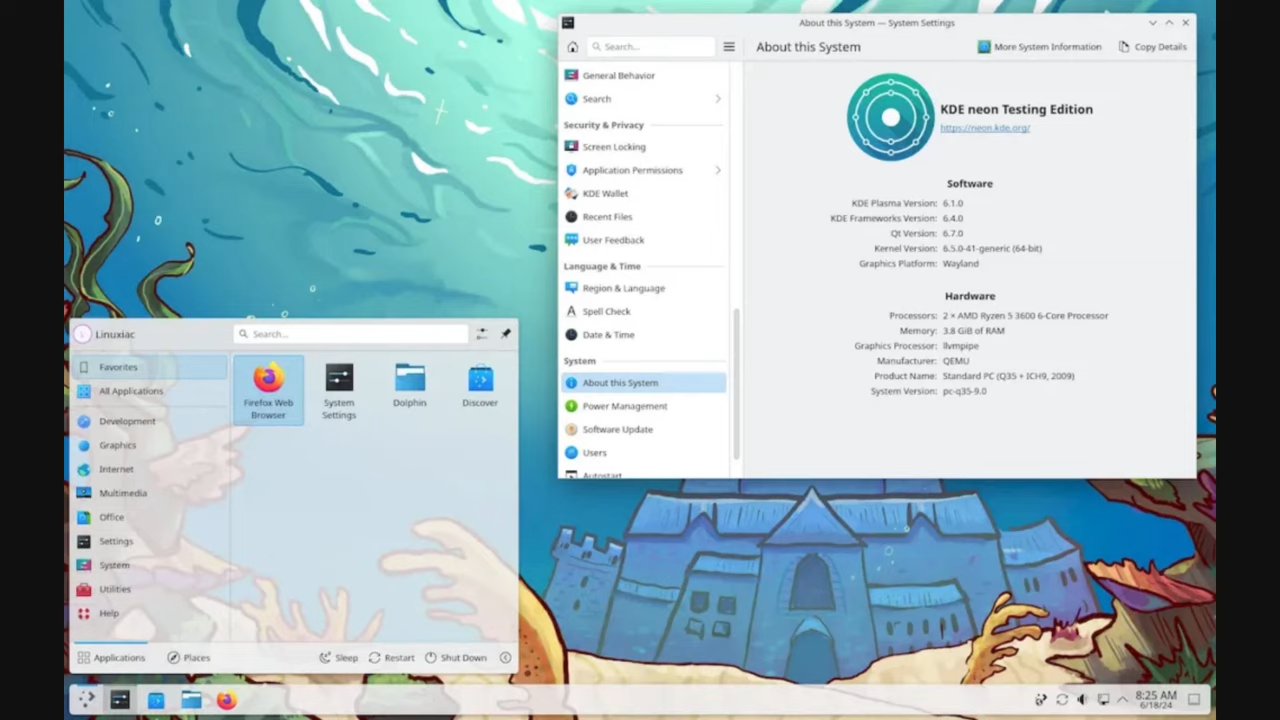 About this System — System Settings
Search...
About this System
More System Information
Copy Details
General Behavior
Search
Security & Privacy
Screen Locking
Application Permissions
KDE Wallet
Recent Files
User Feedback
Language & Time
Region & Language
Spell Check
Date & Time
System
About this System
Power Management
Software Update
Users
Autostart
KDE neon Testing Edition
https://neon.kde.org/
Software
KDE Plasma Version: 6.1.0
KDE Frameworks Version: 6.4.0
Qt Version: 6.7.0
Kernel Version: 6.5.0-41-generic (64-bit)
Graphics Platform: Wayland
Hardware
Processors: 2 × AMD Ryzen 5 3600 6-Core Processor
Memory: 3.8 GiB of RAM
Graphics Processor: llvmpipe
Manufacturer: QEMU
Product Name: Standard PC (Q35 + ICH9, 2009)
System Version: pc-q35-9.0
Linuxiac
Search...
Favorites
All Applications
Development
Graphics
Internet
Multimedia
Office
Settings
System
Utilities
Help
Firefox Web
Browser
System
Settings
Dolphin
Discover
Applications
Places
Sleep
Restart
Shut Down
8:25 AM
6/18/24